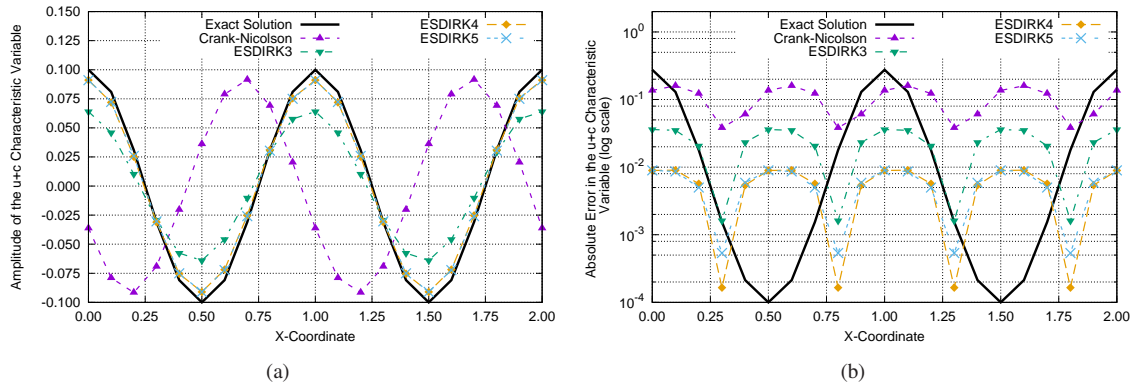 Exact Solution
Crank-Nicolson
ESDIRK3
ESDIRK4
ESDIRK5
Amplitude of the u+c Characteristic Variable
0.150
0.125
0.100
0.075
0.050
0.025
0.000
-0.025
-0.050
-0.075
-0.100
0.00 0.25 0.50 0.75 1.00 1.25 1.50 1.75 2.00
X-Coordinate
(a)
Exact Solution
Crank-Nicolson
ESDIRK3
ESDIRK4
ESDIRK5
Absolute Error in the u+c Characteristic
Variable (log scale)
10^0
10^-1
10^-2
10^-3
10^-4
0.00 0.25 0.50 0.75 1.00 1.25 1.50 1.75 2.00
X-Coordinate
(b)